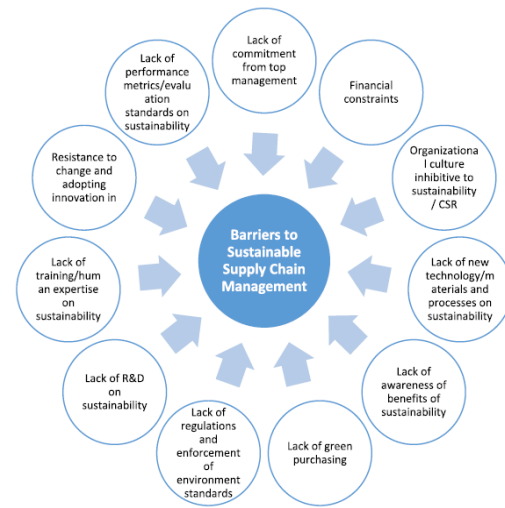 Lack of
commitment from top
management
Financial
constraints
Organizationa
l culture
inhibitive to
sustainability
/ CSR
Lack of new
technology/m
aterials and
processes on
sustainability
Lack of
awareness of
benefits of
sustainability
Lack of green
purchasing
Lack of
regulations and
enforcement of
environment
standards
Lack of R&D
on
sustainability
Lack of
training/hum
an expertise
on
sustainability
Resistance to
change and
adopting
innovation in
Lack of
performance
metrics/evalu
ation
standards on
sustainability
Barriers to
Sustainable
Supply Chain
Management